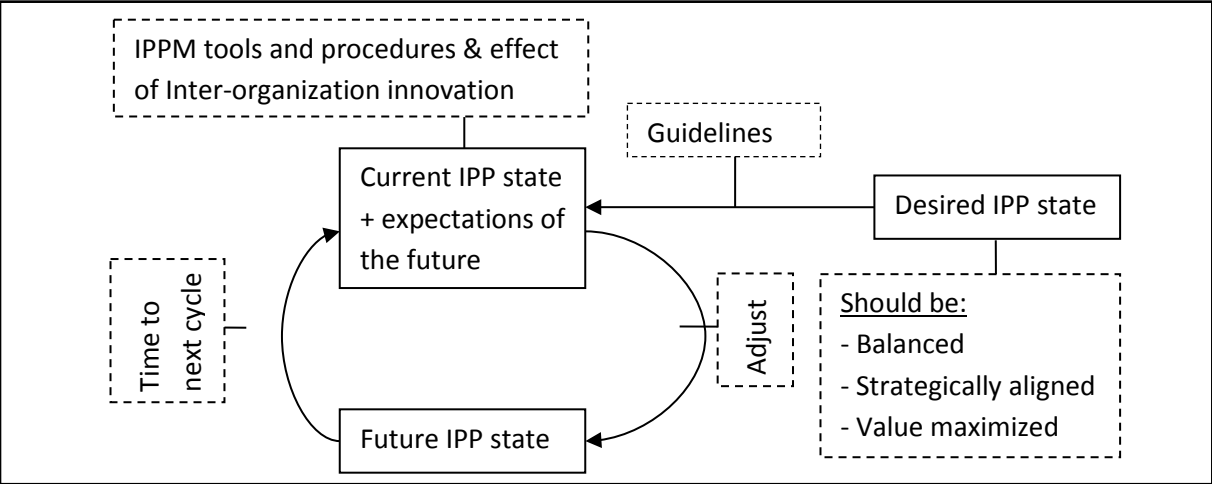 IPPM tools and procedures & effect
of Inter-organization innovation
Guidelines
Current IPP state
+ expectations of
the future
Desired IPP state
Time to
next cycle
Adjust
Should be:
- Balanced
- Strategically aligned
- Value maximized
Future IPP state